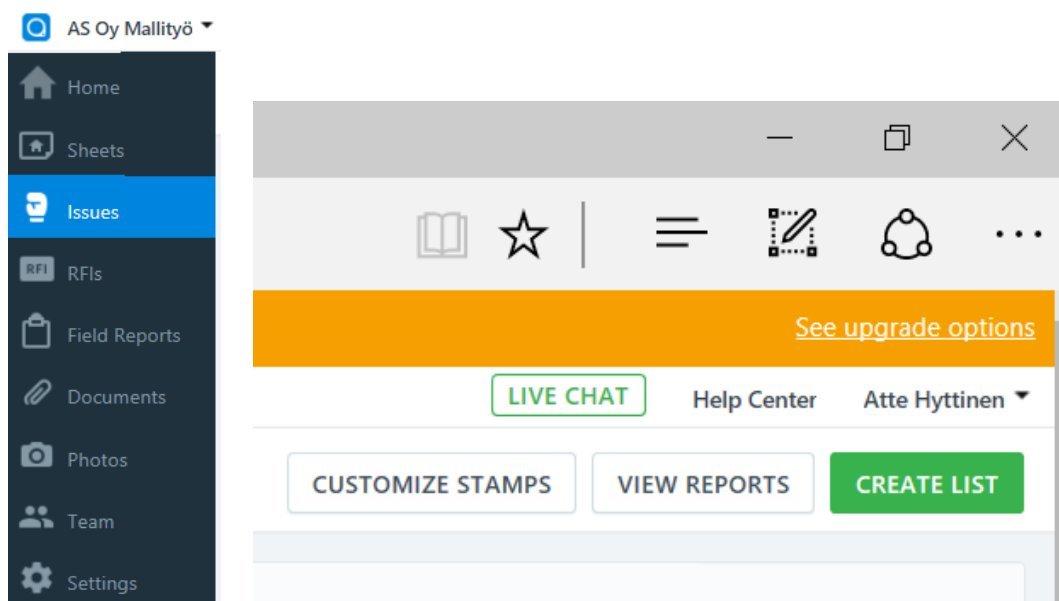 AS Oy Mallityö
Home
Sheets
Issues
RFI RFIs
Field Reports
Documents
Photos
Team
Settings
See upgrade options
LIVE CHAT Help Center Atte Hyttinen
CUSTOMIZE STAMPS VIEW REPORTS CREATE LIST